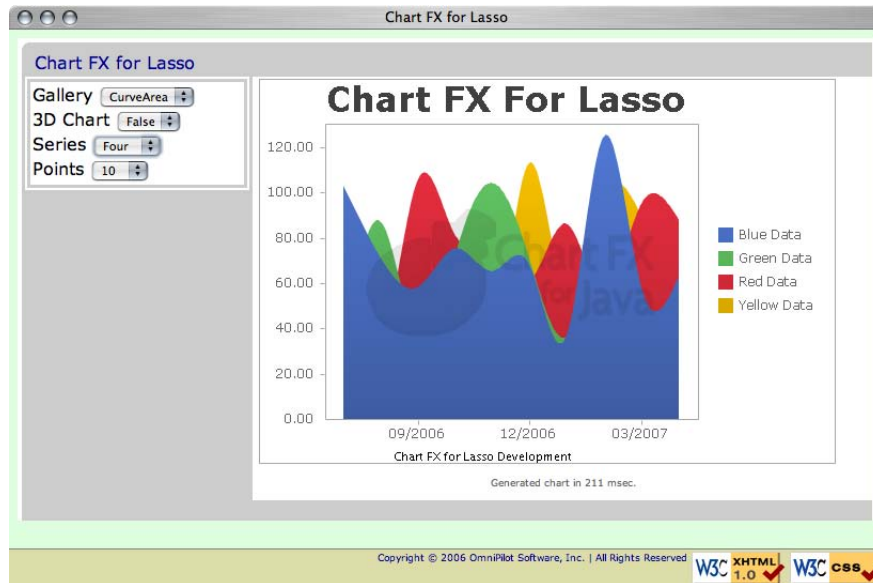 Chart FX for Lasso
Chart FX for Lasso
Gallery CurveArea
3D Chart False
Series Four
Points 10
Chart FX For Lasso
120.00
100.00
80.00
60.00
40.00
20.00
0.00
Chart FX
for Java
Blue Data
Green Data
Red Data
Yellow Data
09/2006 12/2006 03/2007
Chart FX for Lasso Development
Generated chart in 211 msec.
Copyright © 2006 OmniPilot Software, Inc. | All Rights Reserved
W3C XHTML 1.0
W3C css